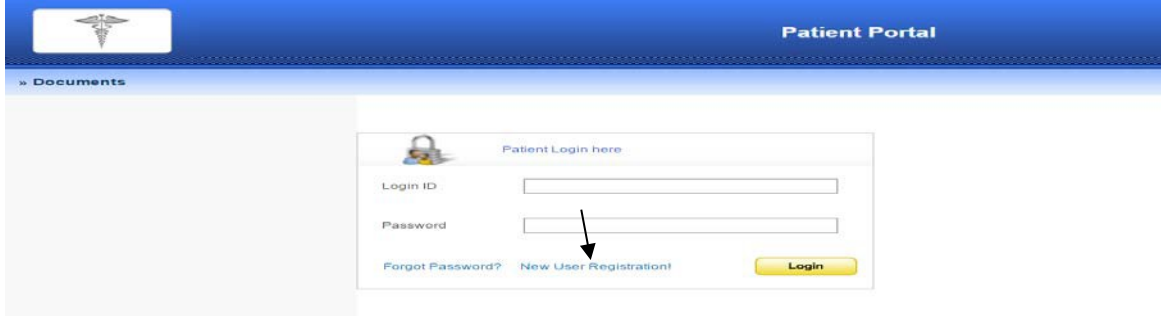 Patient Portal
» Documents
Patient Login here
Login ID
Password
Forgot Password? New User Registration!
Login